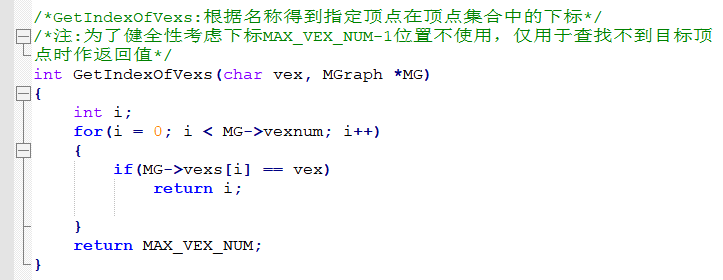 /*GetIndexOfVexs:根据名称得到指定顶点在顶点集合中的下标*/
/*注:为了健全性考虑下标MAX_VEX_NUM-1位置不使用，仅用于查找不到目标顶
点时作返回值*/
int GetIndexOfVexs(char vex, MGraph *MG)
{
    int i;
    for(i = 0; i < MG->vexnum; i++)
    {
        if(MG->vexs[i] == vex)
            return i;
    }
    return MAX_VEX_NUM;
}